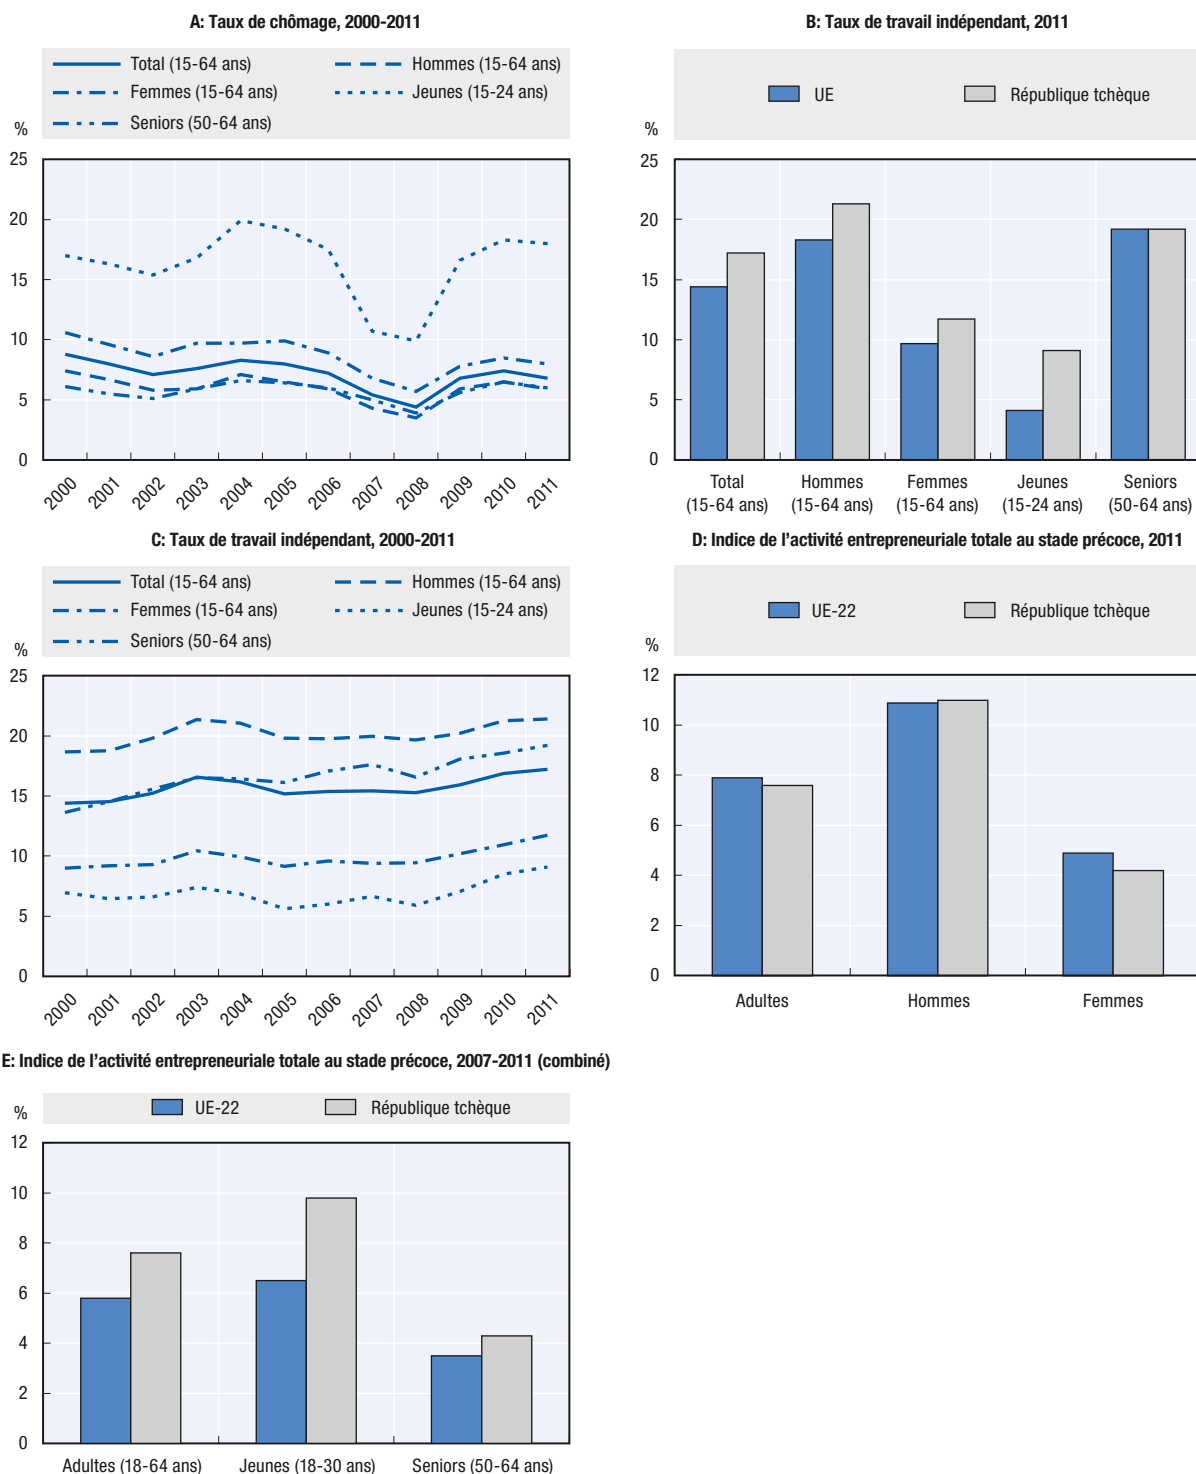 A: Taux de chômage, 2000-2011
Total (15-64 ans)
Hommes (15-64 ans)
Femmes (15-64 ans)
Jeunes (15-24 ans)
Seniors (50-64 ans)
%
25
20
15
10
5
0
2000
2001
2002
2003
2004
2005
2006
2007
2008
2009
2010
2011
B: Taux de travail indépendant, 2011
UE
République tchèque
%
25
20
15
10
5
0
Total
(15-64 ans)
Hommes
(15-64 ans)
Femmes
(15-64 ans)
Jeunes
(15-24 ans)
Seniors
(50-64 ans)
C: Taux de travail indépendant, 2000-2011
Total (15-64 ans)
Hommes (15-64 ans)
Femmes (15-64 ans)
Jeunes (15-24 ans)
Seniors (50-64 ans)
%
25
20
15
10
5
0
2000
2001
2002
2003
2004
2005
2006
2007
2008
2009
2010
2011
D: Indice de l’activité entrepreneuriale totale au stade précoce, 2011
UE-22
République tchèque
%
12
10
8
6
4
2
0
Adultes
Hommes
Femmes
E: Indice de l’activité entrepreneuriale totale au stade précoce, 2007-2011 (combiné)
UE-22
République tchèque
%
12
10
8
6
4
2
0
Adultes (18-64 ans)
Jeunes (18-30 ans)
Seniors (50-64 ans)